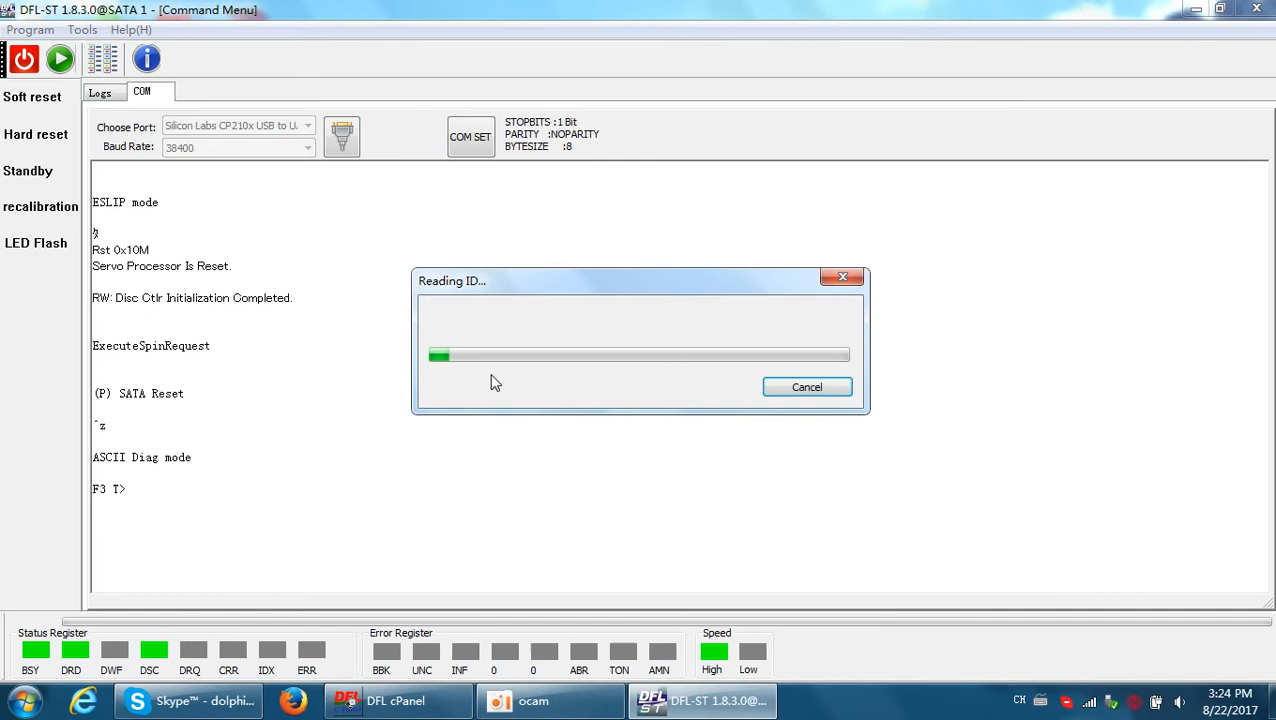 DFL-ST 1.8.3.0@SATA 1 - [Command Menu]
Program Tools Help(H)
Soft reset
Hard reset
Standby
recalibration
LED Flash
Logs COM
Choose Port: Silicon Labs CP210x USB to U.
Baud Rate: 38400
COM SET
STOPBITS :1 Bit
PARITY :NOPARITY
BYTESIZE :8
ESLIP mode
Rst 0x10M
Servo Processor Is Reset.
RW: Disc Ctlr Initialization Completed.
ExecuteSpinRequest
(P) SATA Reset
^z
ASCII Diag mode
F3 T>
Reading ID...
Cancel
Status Register
BSY DRD DWF DSC DRQ CRR IDX ERR
Error Register
BBK UNC INF 0 0 ABR TON AMN
Speed
High Low
Skype™ - dolphi...
DFL cPanel
ocam
DFL-ST 1.8.3.0@...
CH
3:24 PM
8/22/2017